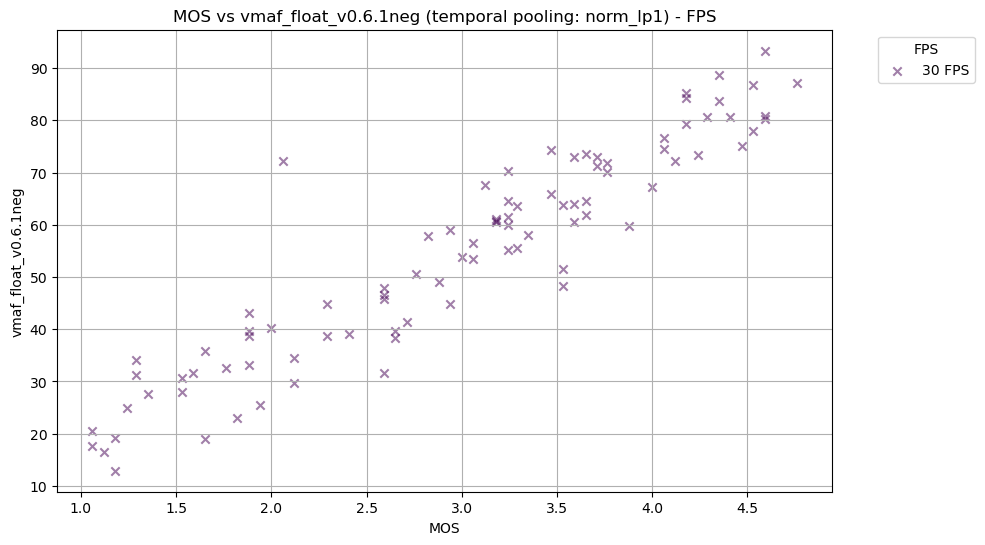 MOS vs vmaf_float_v0.6.1neg (temporal pooling: norm_lp1) - FPS
FPS
30 FPS
vmaf_float_v0.6.1neg
90
80
70
60
50
40
30
20
10
1.0 1.5 2.0 2.5 3.0 3.5 4.0 4.5
MOS